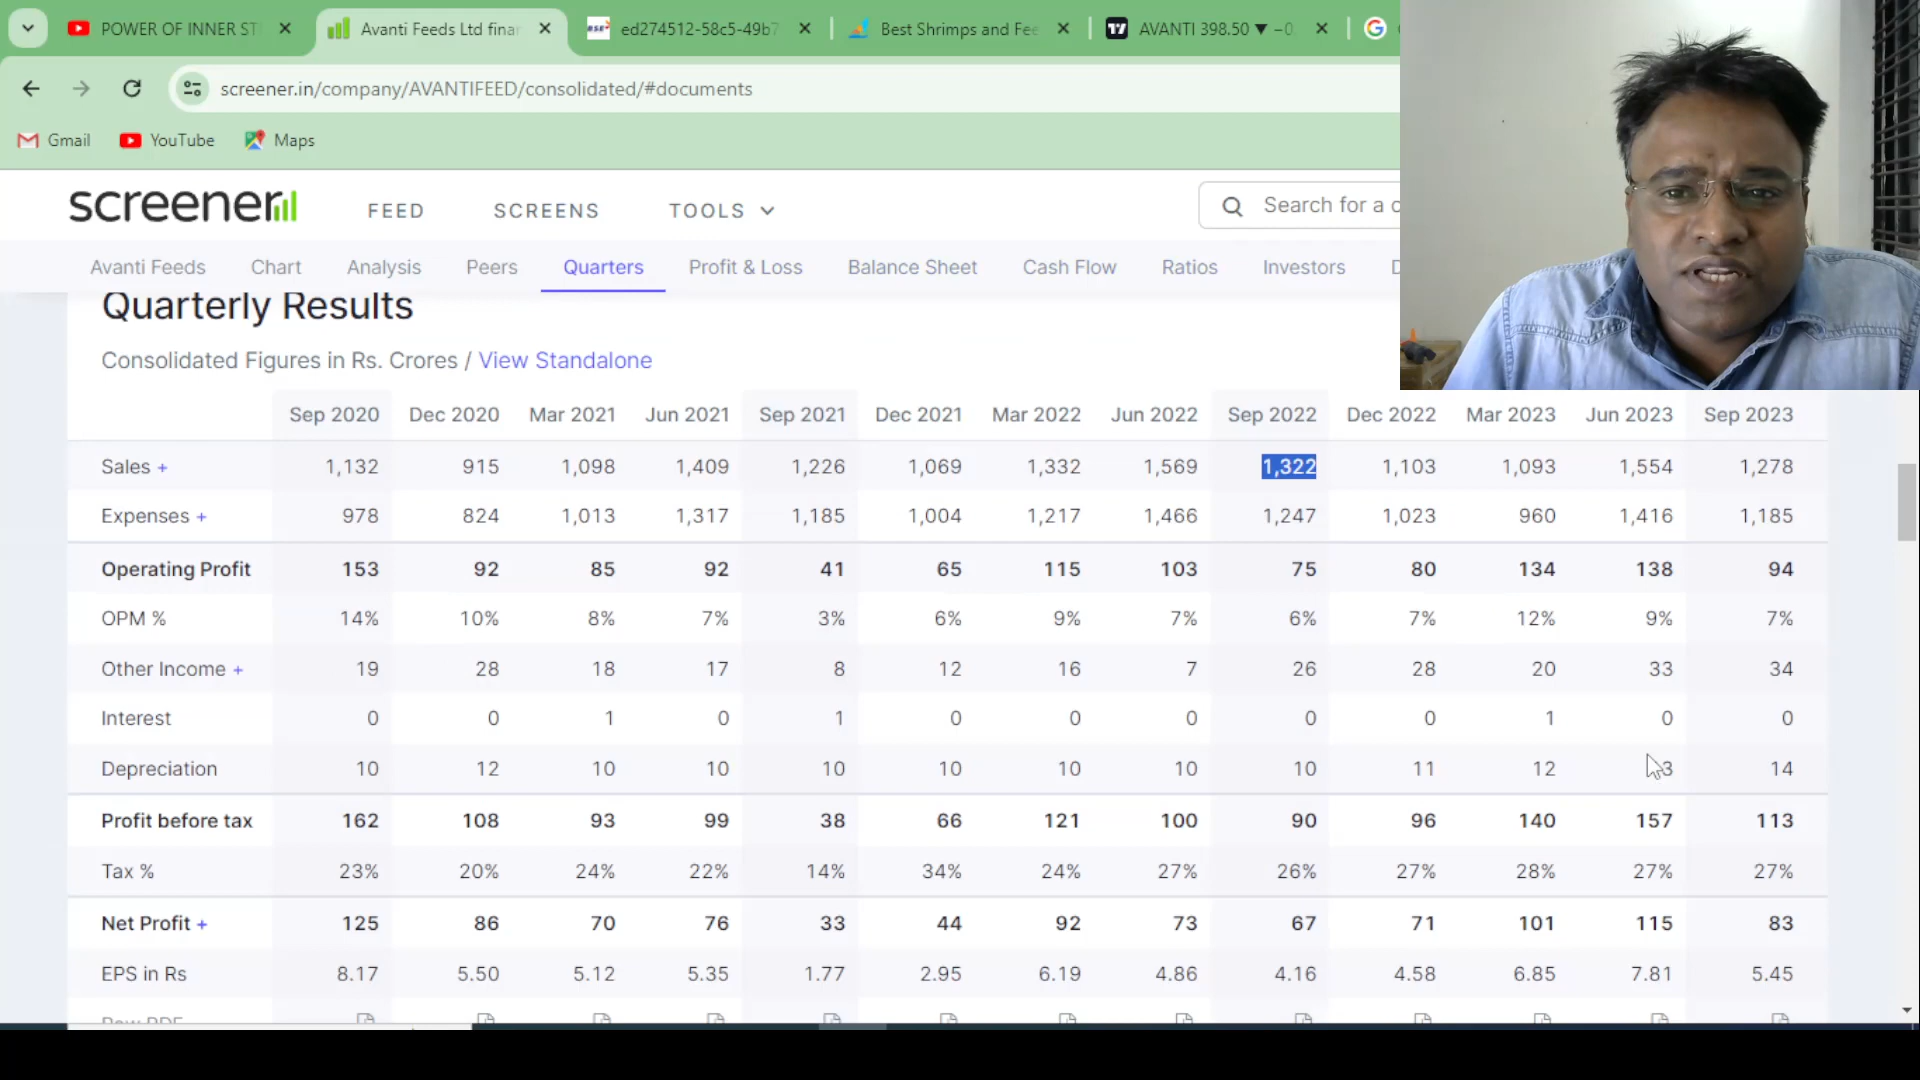 POWER OF INNER ST
Avanti Feeds Ltd finan
BSE
ed274512-58c5-49b7
Best Shrimps and Fee
AVANTI 398.50 ▼ −0
screener.in/company/AVANTIFEED/consolidated/#documents
Gmail
YouTube
Maps
screener
FEED
SCREENS
TOOLS
Search for a c
Avanti Feeds
Chart
Analysis
Peers
Quarters
Profit & Loss
Balance Sheet
Cash Flow
Ratios
Investors
D
Quarterly Results
Consolidated Figures in Rs. Crores / View Standalone
Sep 2020 Dec 2020 Mar 2021 Jun 2021 Sep 2021 Dec 2021 Mar 2022 Jun 2022 Sep 2022 Dec 2022 Mar 2023 Jun 2023 Sep 2023
Sales + 1,132 915 1,098 1,409 1,226 1,069 1,332 1,569 1,322 1,103 1,093 1,554 1,278
Expenses + 978 824 1,013 1,317 1,185 1,004 1,217 1,466 1,247 1,023 960 1,416 1,185
Operating Profit 153 92 85 92 41 65 115 103 75 80 134 138 94
OPM % 14% 10% 8% 7% 3% 6% 9% 7% 6% 7% 12% 9% 7%
Other Income + 19 28 18 17 8 12 16 7 26 28 20 33 34
Interest 0 0 1 0 1 0 0 0 0 0 1 0 0
Depreciation 10 12 10 10 10 10 10 10 10 11 12 3 14
Profit before tax 162 108 93 99 38 66 121 100 90 96 140 157 113
Tax % 23% 20% 24% 22% 14% 34% 24% 27% 26% 27% 28% 27% 27%
Net Profit + 125 86 70 76 33 44 92 73 67 71 101 115 83
EPS in Rs 8.17 5.50 5.12 5.35 1.77 2.95 6.19 4.86 4.16 4.58 6.85 7.81 5.45